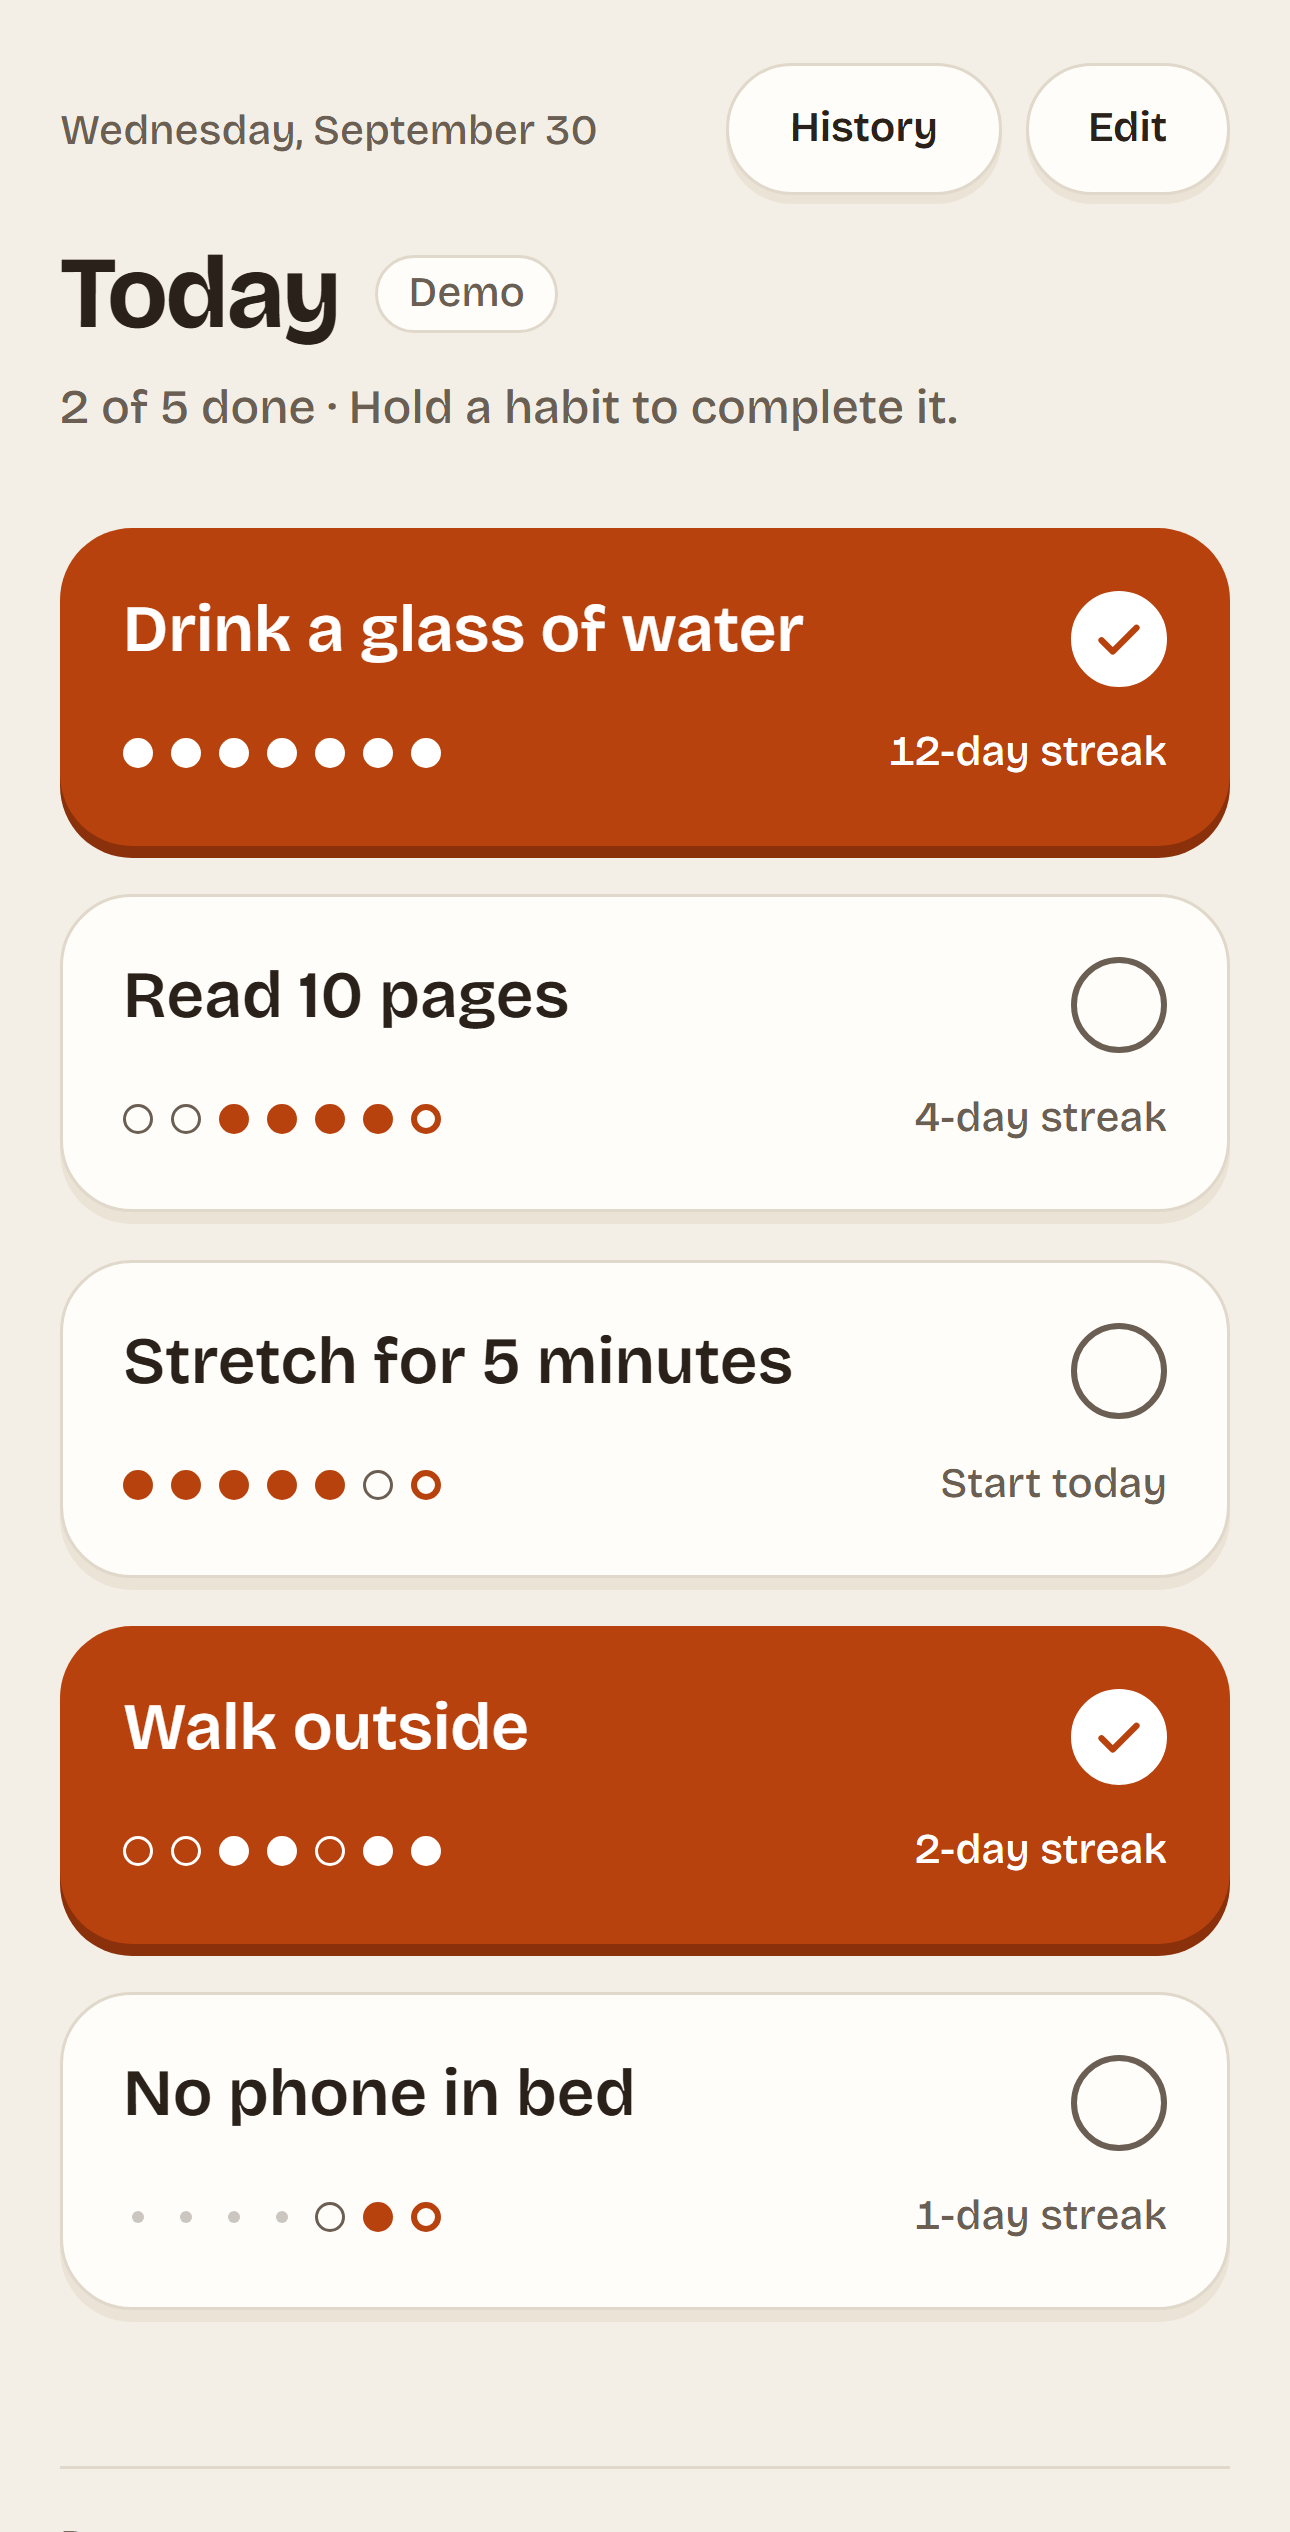 Wednesday, September 30
History
Edit
Today
Demo
2 of 5 done · Hold a habit to complete it.
Drink a glass of water
12-day streak
Read 10 pages
4-day streak
Stretch for 5 minutes
Start today
Walk outside
2-day streak
No phone in bed
1-day streak